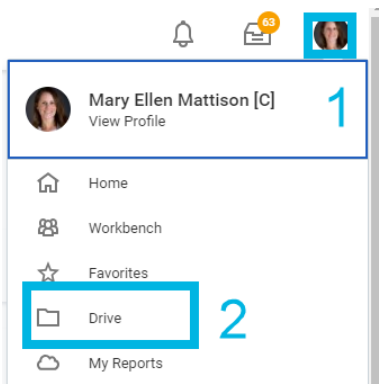 63
Mary Ellen Mattison [C]
View Profile
1
Home
Workbench
Favorites
Drive
2
My Reports